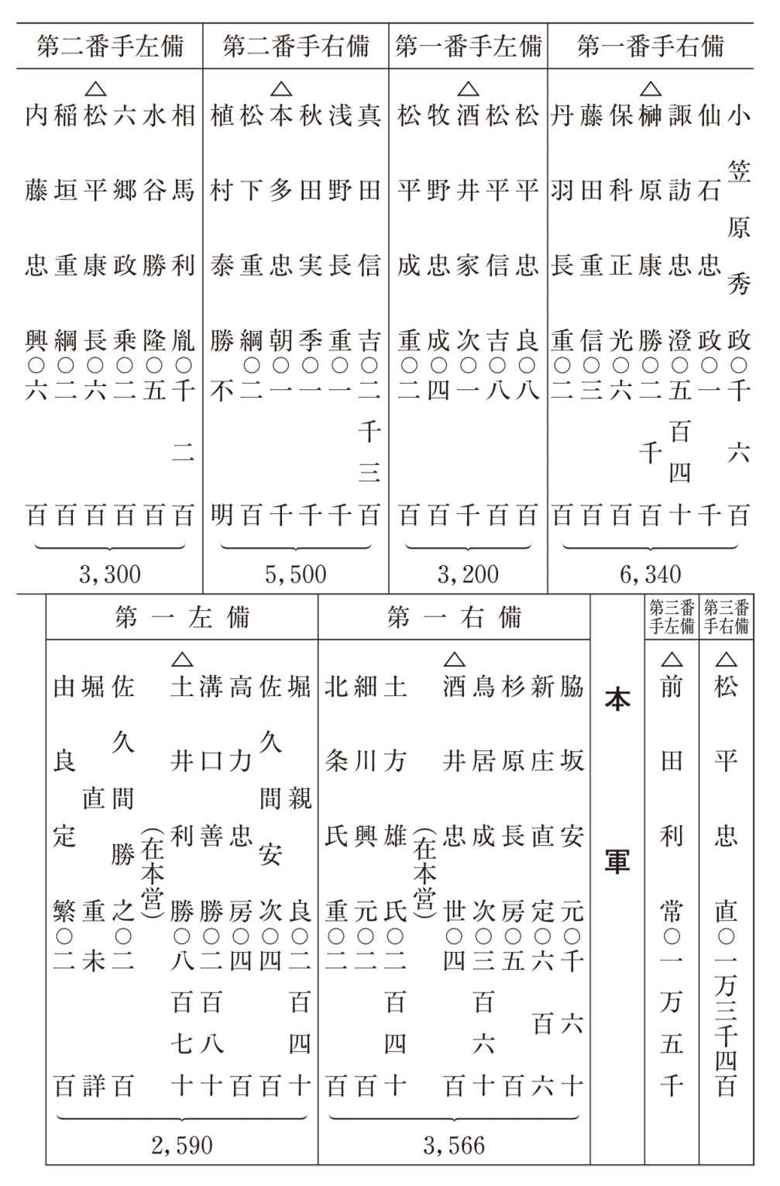 第一番手右備
小笠原秀政○千六百
仙石忠政○一千
諏訪忠澄○五百四十
△榊原康勝○二千百
保科正光○六百
藤田重信○三百
丹羽長重○二百
6,340
第一番手左備
松平忠良○八百
松平信吉○八百
△酒井家次○一千
牧野忠成○四百
松平成重○二百
3,200
第二番手右備
真田信吉○二千三百
浅野長重○一千
秋田実季○一千
△本多忠朝○一千
松下重綱○二百
植村泰勝不明
5,500
第二番手左備
相馬利胤○千二百
水谷勝隆○五百
六郷政乗○二百
△松平康長○六百
稲垣重綱○二百
内藤忠興○六百
3,300
第三番
手右備
△松平忠直○一万三千四百
第三番
手左備
△前田利常○一万五千
本軍
第一右備
脇坂安元○千六十
新庄直定○六百六
杉原長房○五百
鳥居成次○三百六十
△酒井忠世○四百
(在本営)
土方雄氏○二百四十
細川興元○二百
北条氏重○二百
3,566
第一左備
堀親良○二百四十
佐久間安次○四百
高力忠房○四百
溝口善勝○二百八十
△土井利勝○八百七十
(在本営)
佐久間勝之○二百
堀直重未詳
由良定繁○二百
2,590